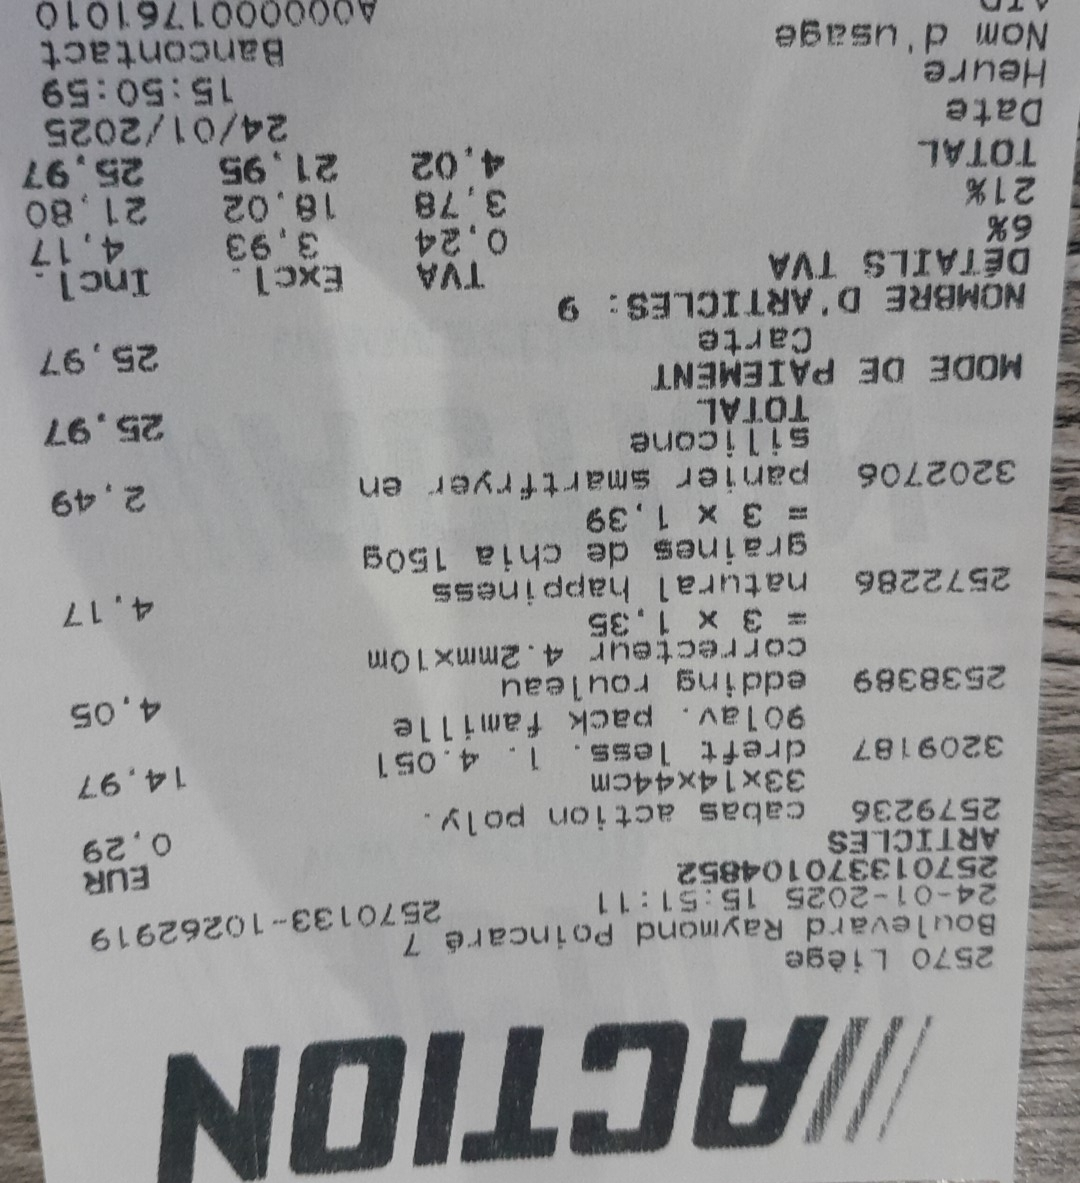 ACTION
2570 Liège
Boulevard Raymond Poincaré 7
24-01-2025 15:51:11 2570133-10262919
257013370104852
ARTICLES EUR
2579236 cabas action poly. 0,29
33x14x44cm
3209187 dreft less. l. 4.05l 14,97
90lav. pack famille
2538389 edding rouleau 4,05
correcteur 4.2mmx10m
= 3 x 1,35
2572286 natural happiness 4,17
graines de chia 150g
= 3 x 1,39
3202706 panier smartfryer en 2,49
silicone
TOTAL 25,97
MODE DE PAIEMENT
Carte 25,97
NOMBRE D'ARTICLES: 9
DÉTAILS TVA TVA Excl. Incl.
6% 0,24 3,93 4,17
21% 3,78 18,02 21,80
TOTAL 4,02 21,95 25,97
Date 24/01/2025
Heure 15:50:59
Nom d'usage Bancontact
AID A0000001761010